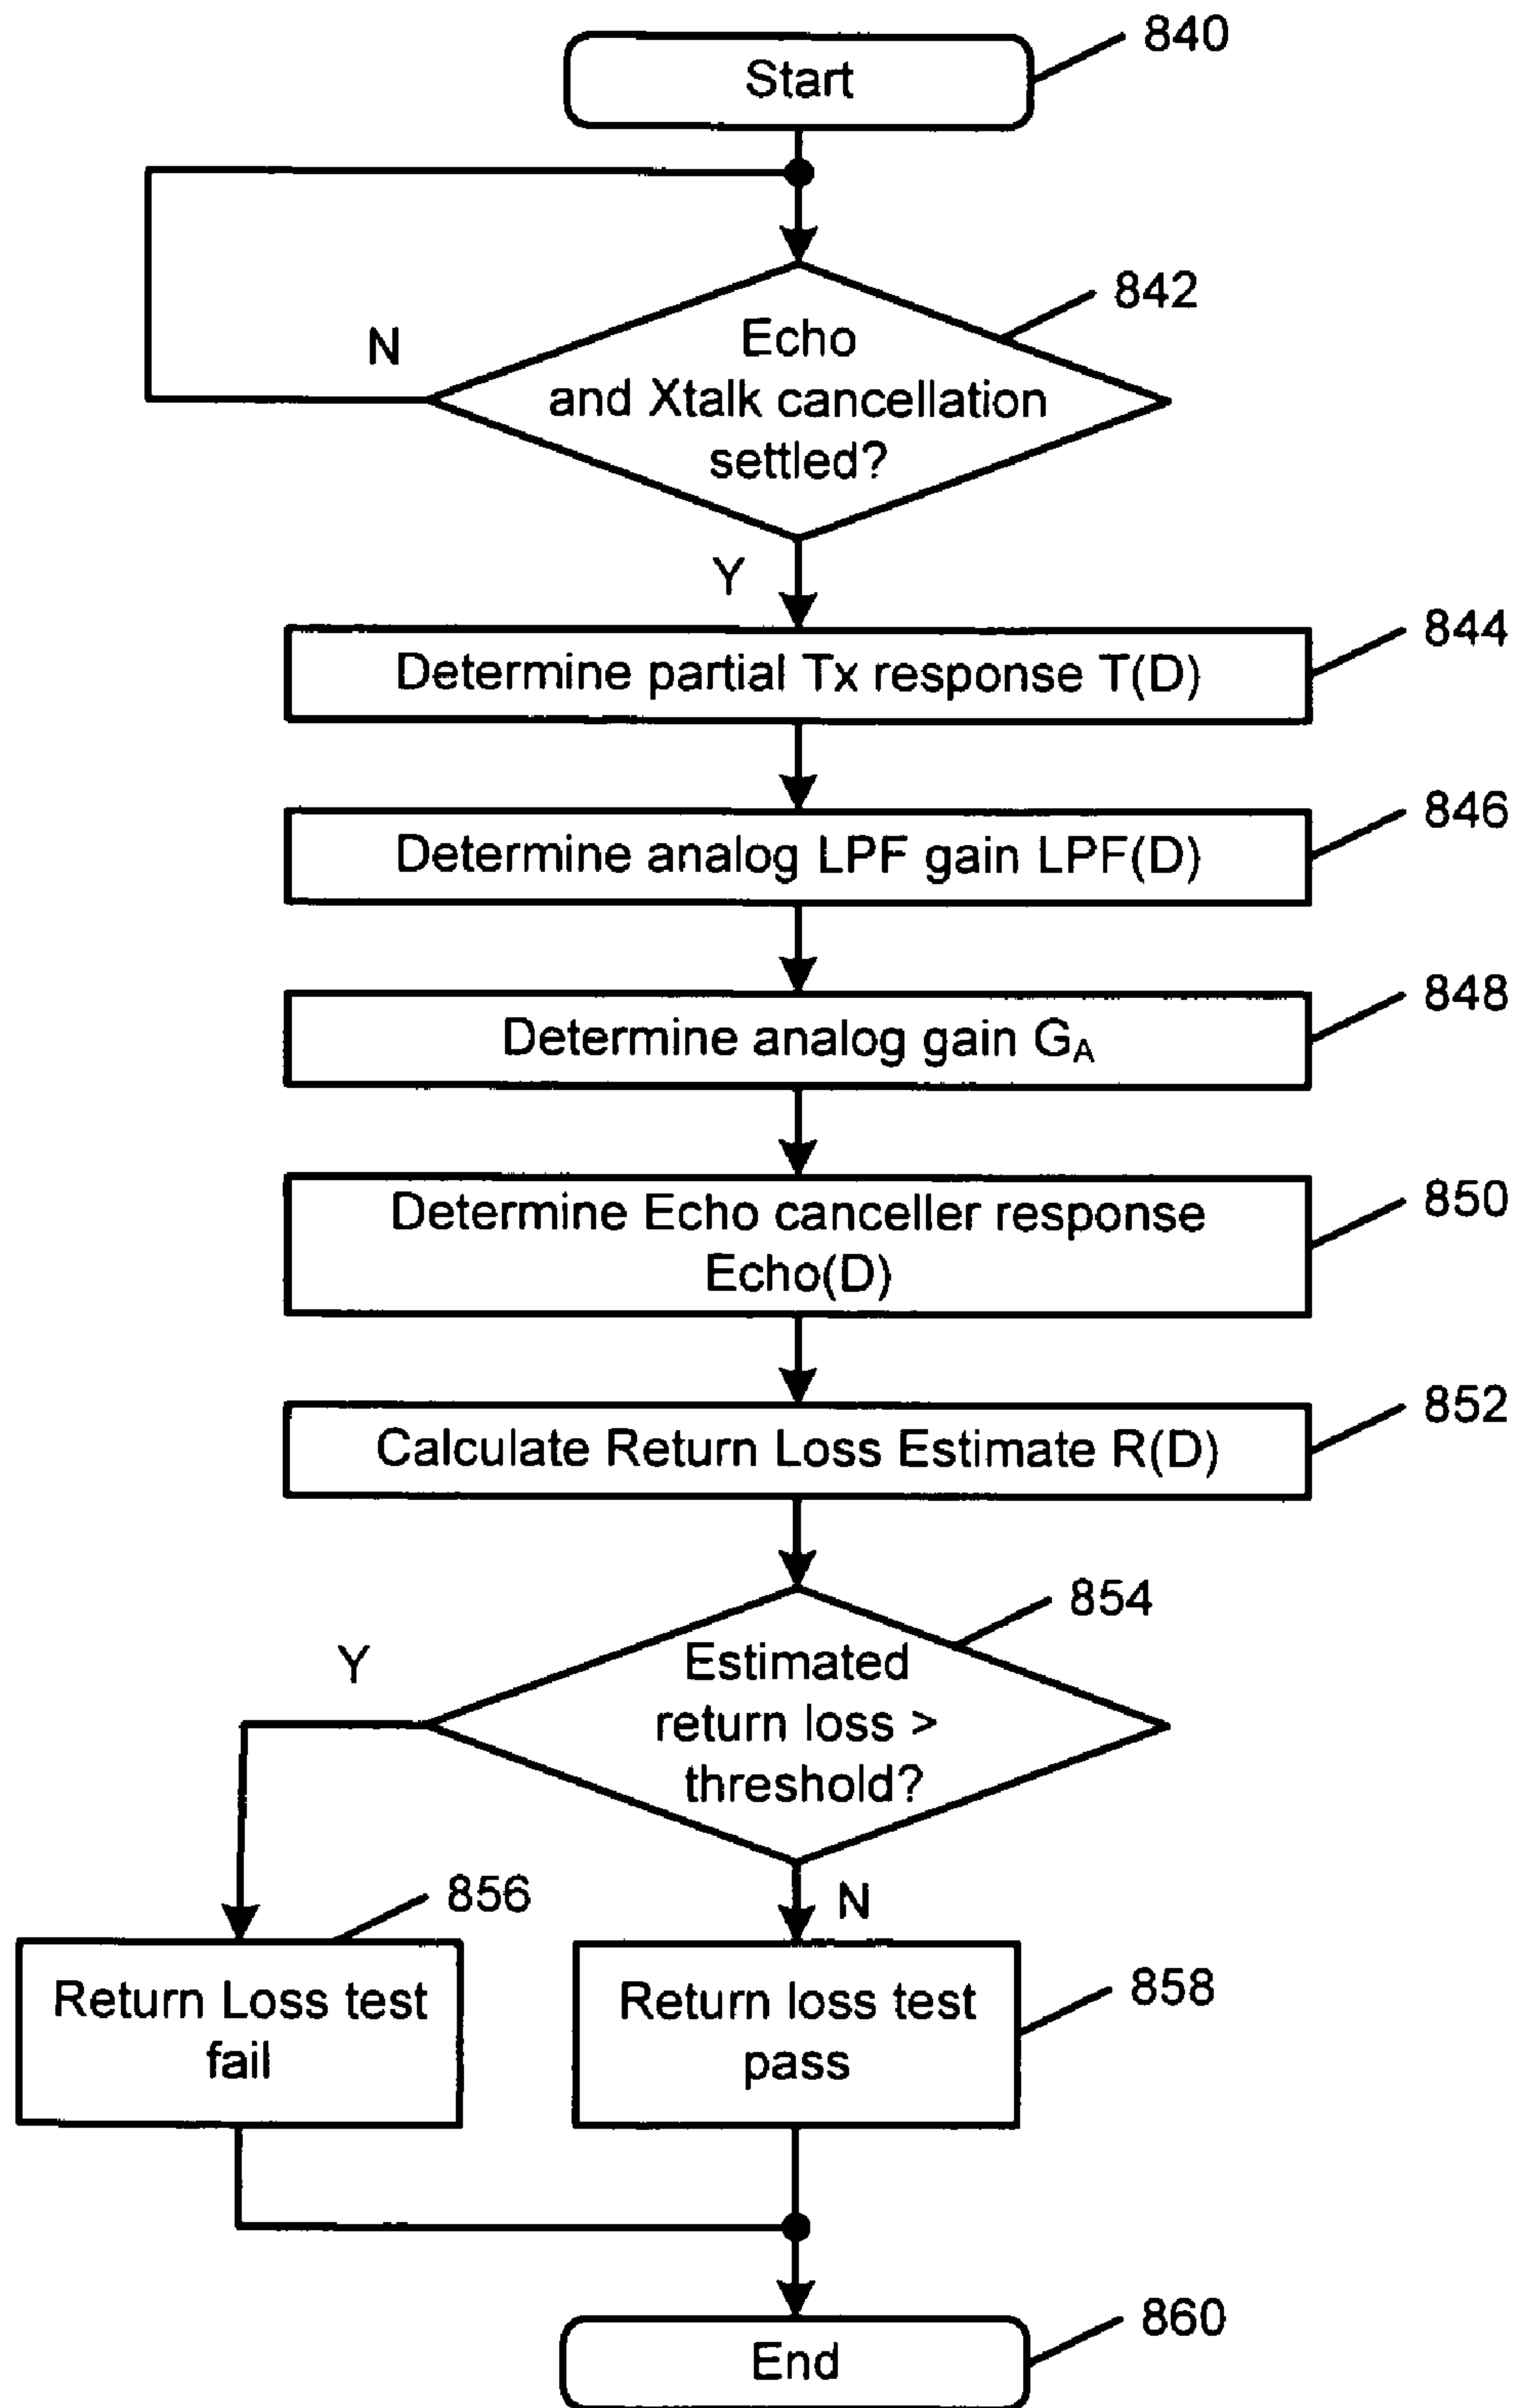 840
Start
842
N
Echo
and Xtalk cancellation
settled?
Y
844
Determine partial Tx response T(D)
846
Determine analog LPF gain LPF(D)
848
Determine analog gain GA
850
Determine Echo canceller response
Echo(D)
852
Calculate Return Loss Estimate R(D)
854
Y
Estimated
return loss >
threshold?
856
N
Return Loss test
fail
858
Return loss test
pass
860
End